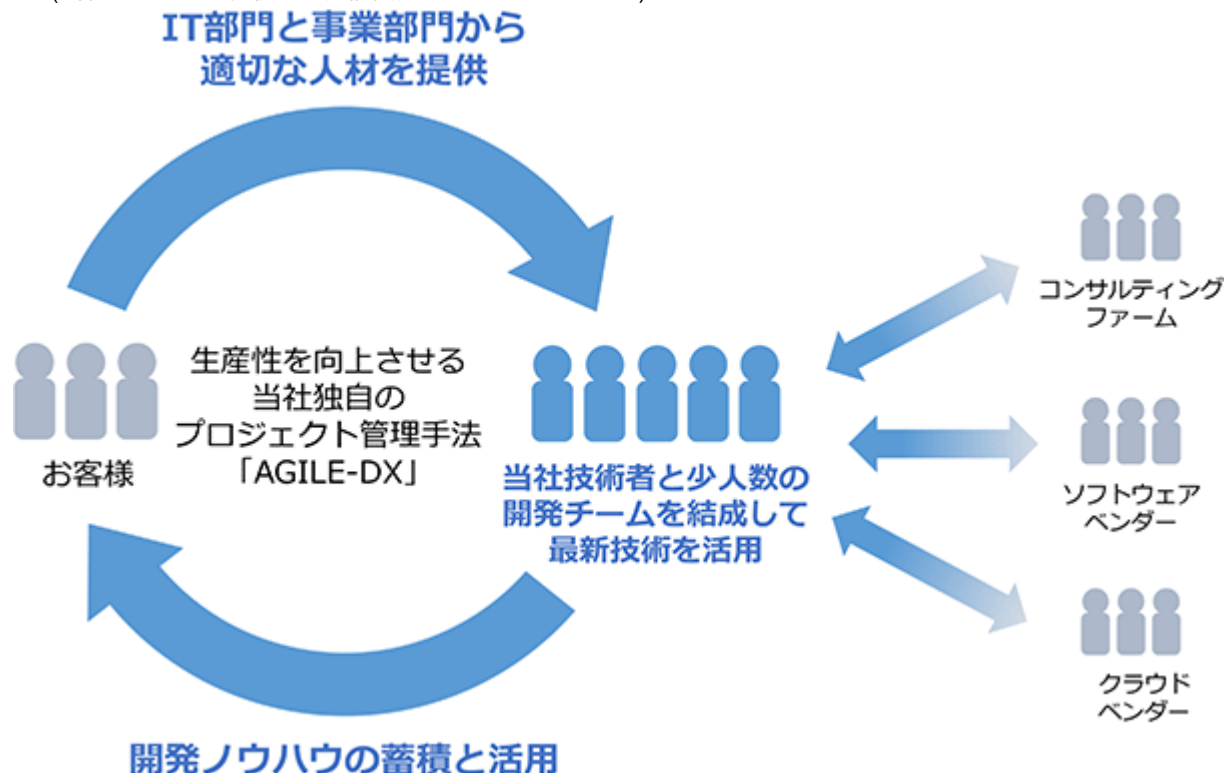 IT部門と事業部門から
適切な人材を提供
お客様
生産性を向上させる
当社独自の
プロジェクト管理手法
「AGILE-DX」
当社技術者と少人数の
開発チームを結成して
最新技術を活用
コンサルティング
ファーム
ソフトウェア
ベンダー
クラウド
ベンダー
開発ノウハウの蓄積と活用